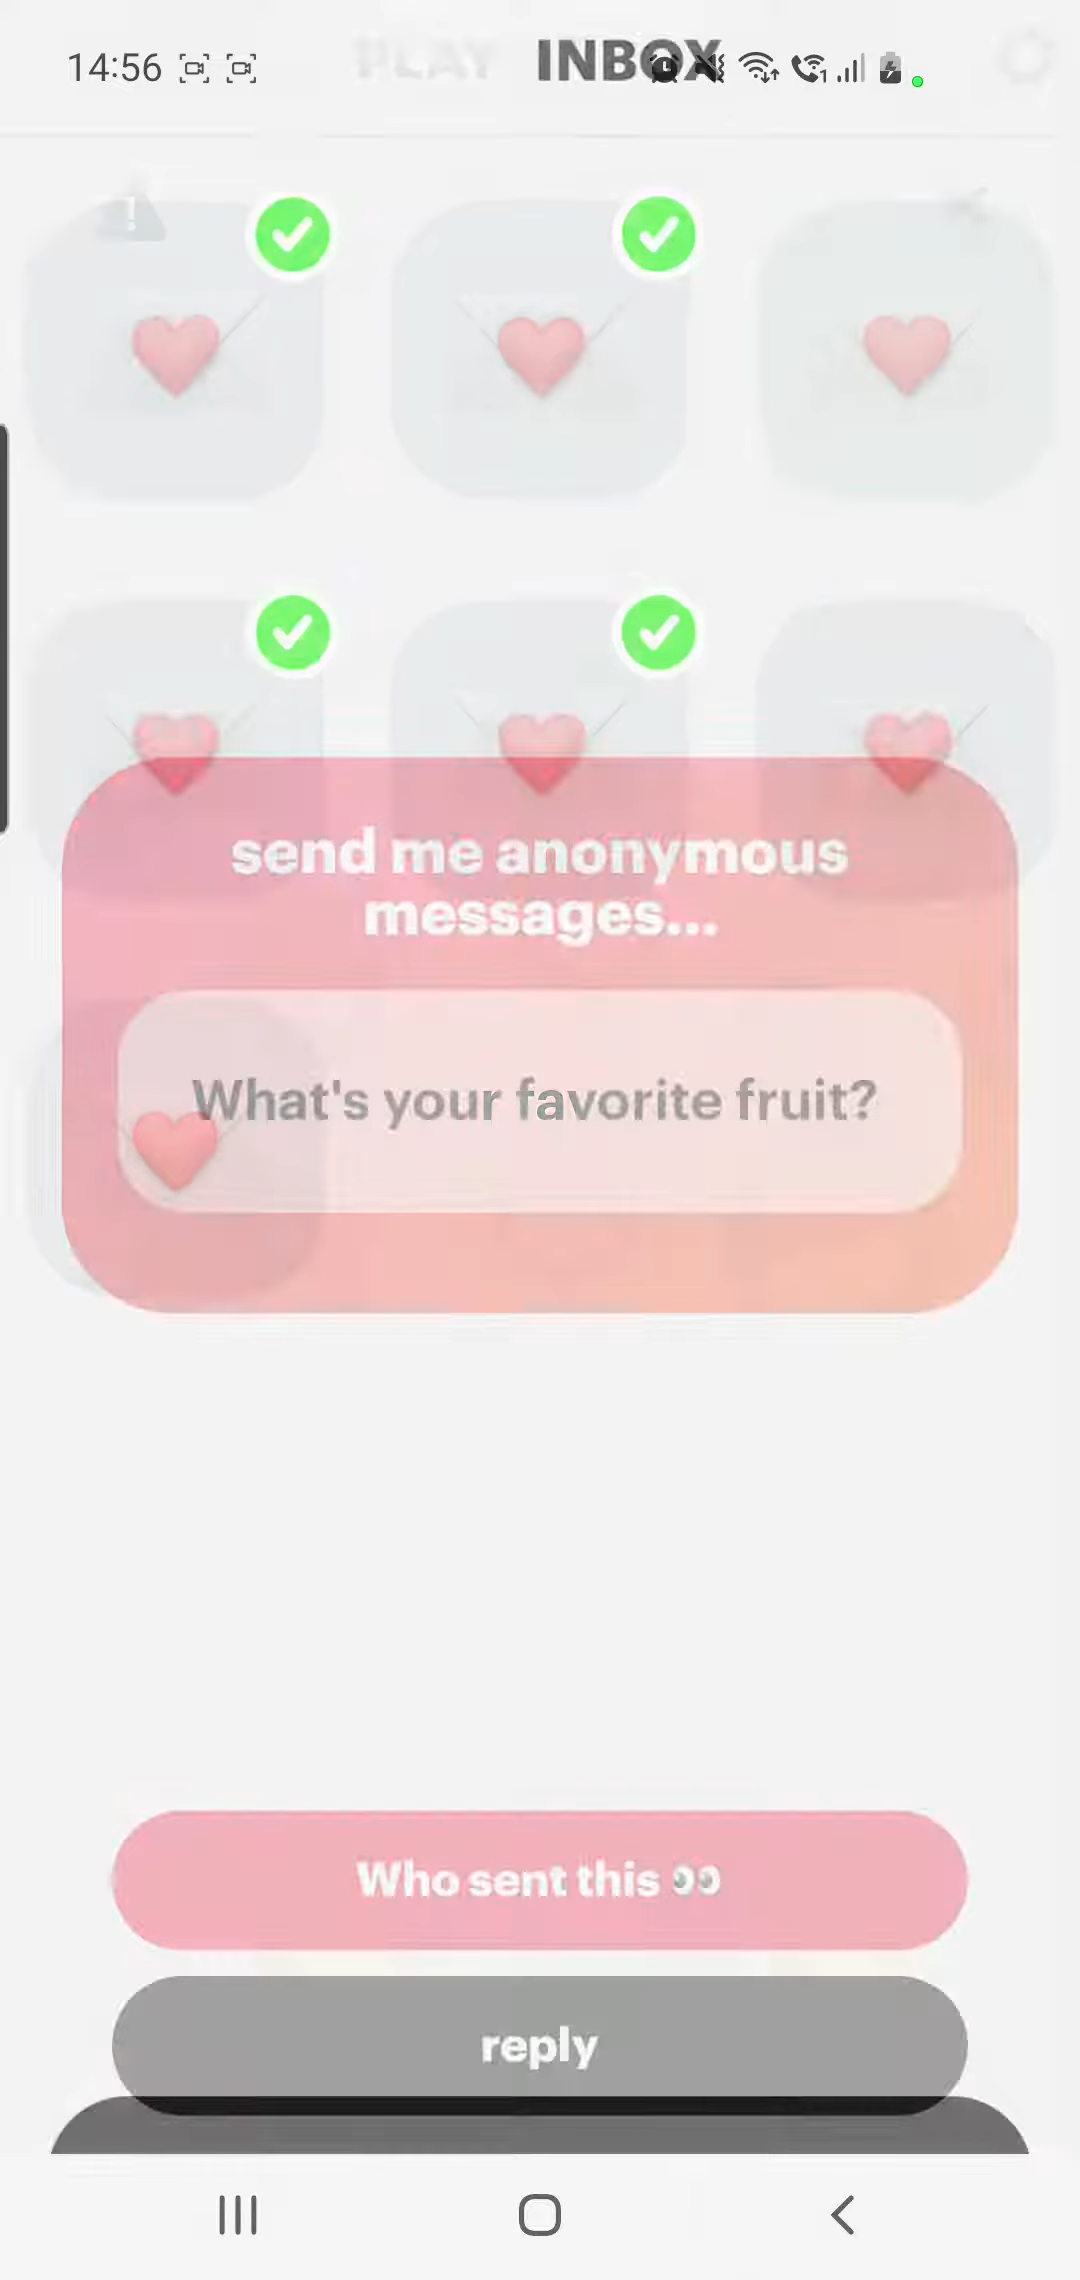 14:56
PLAY INBOX
send me anonymous
messages...
What's your favorite fruit?
Who sent this 👀
reply